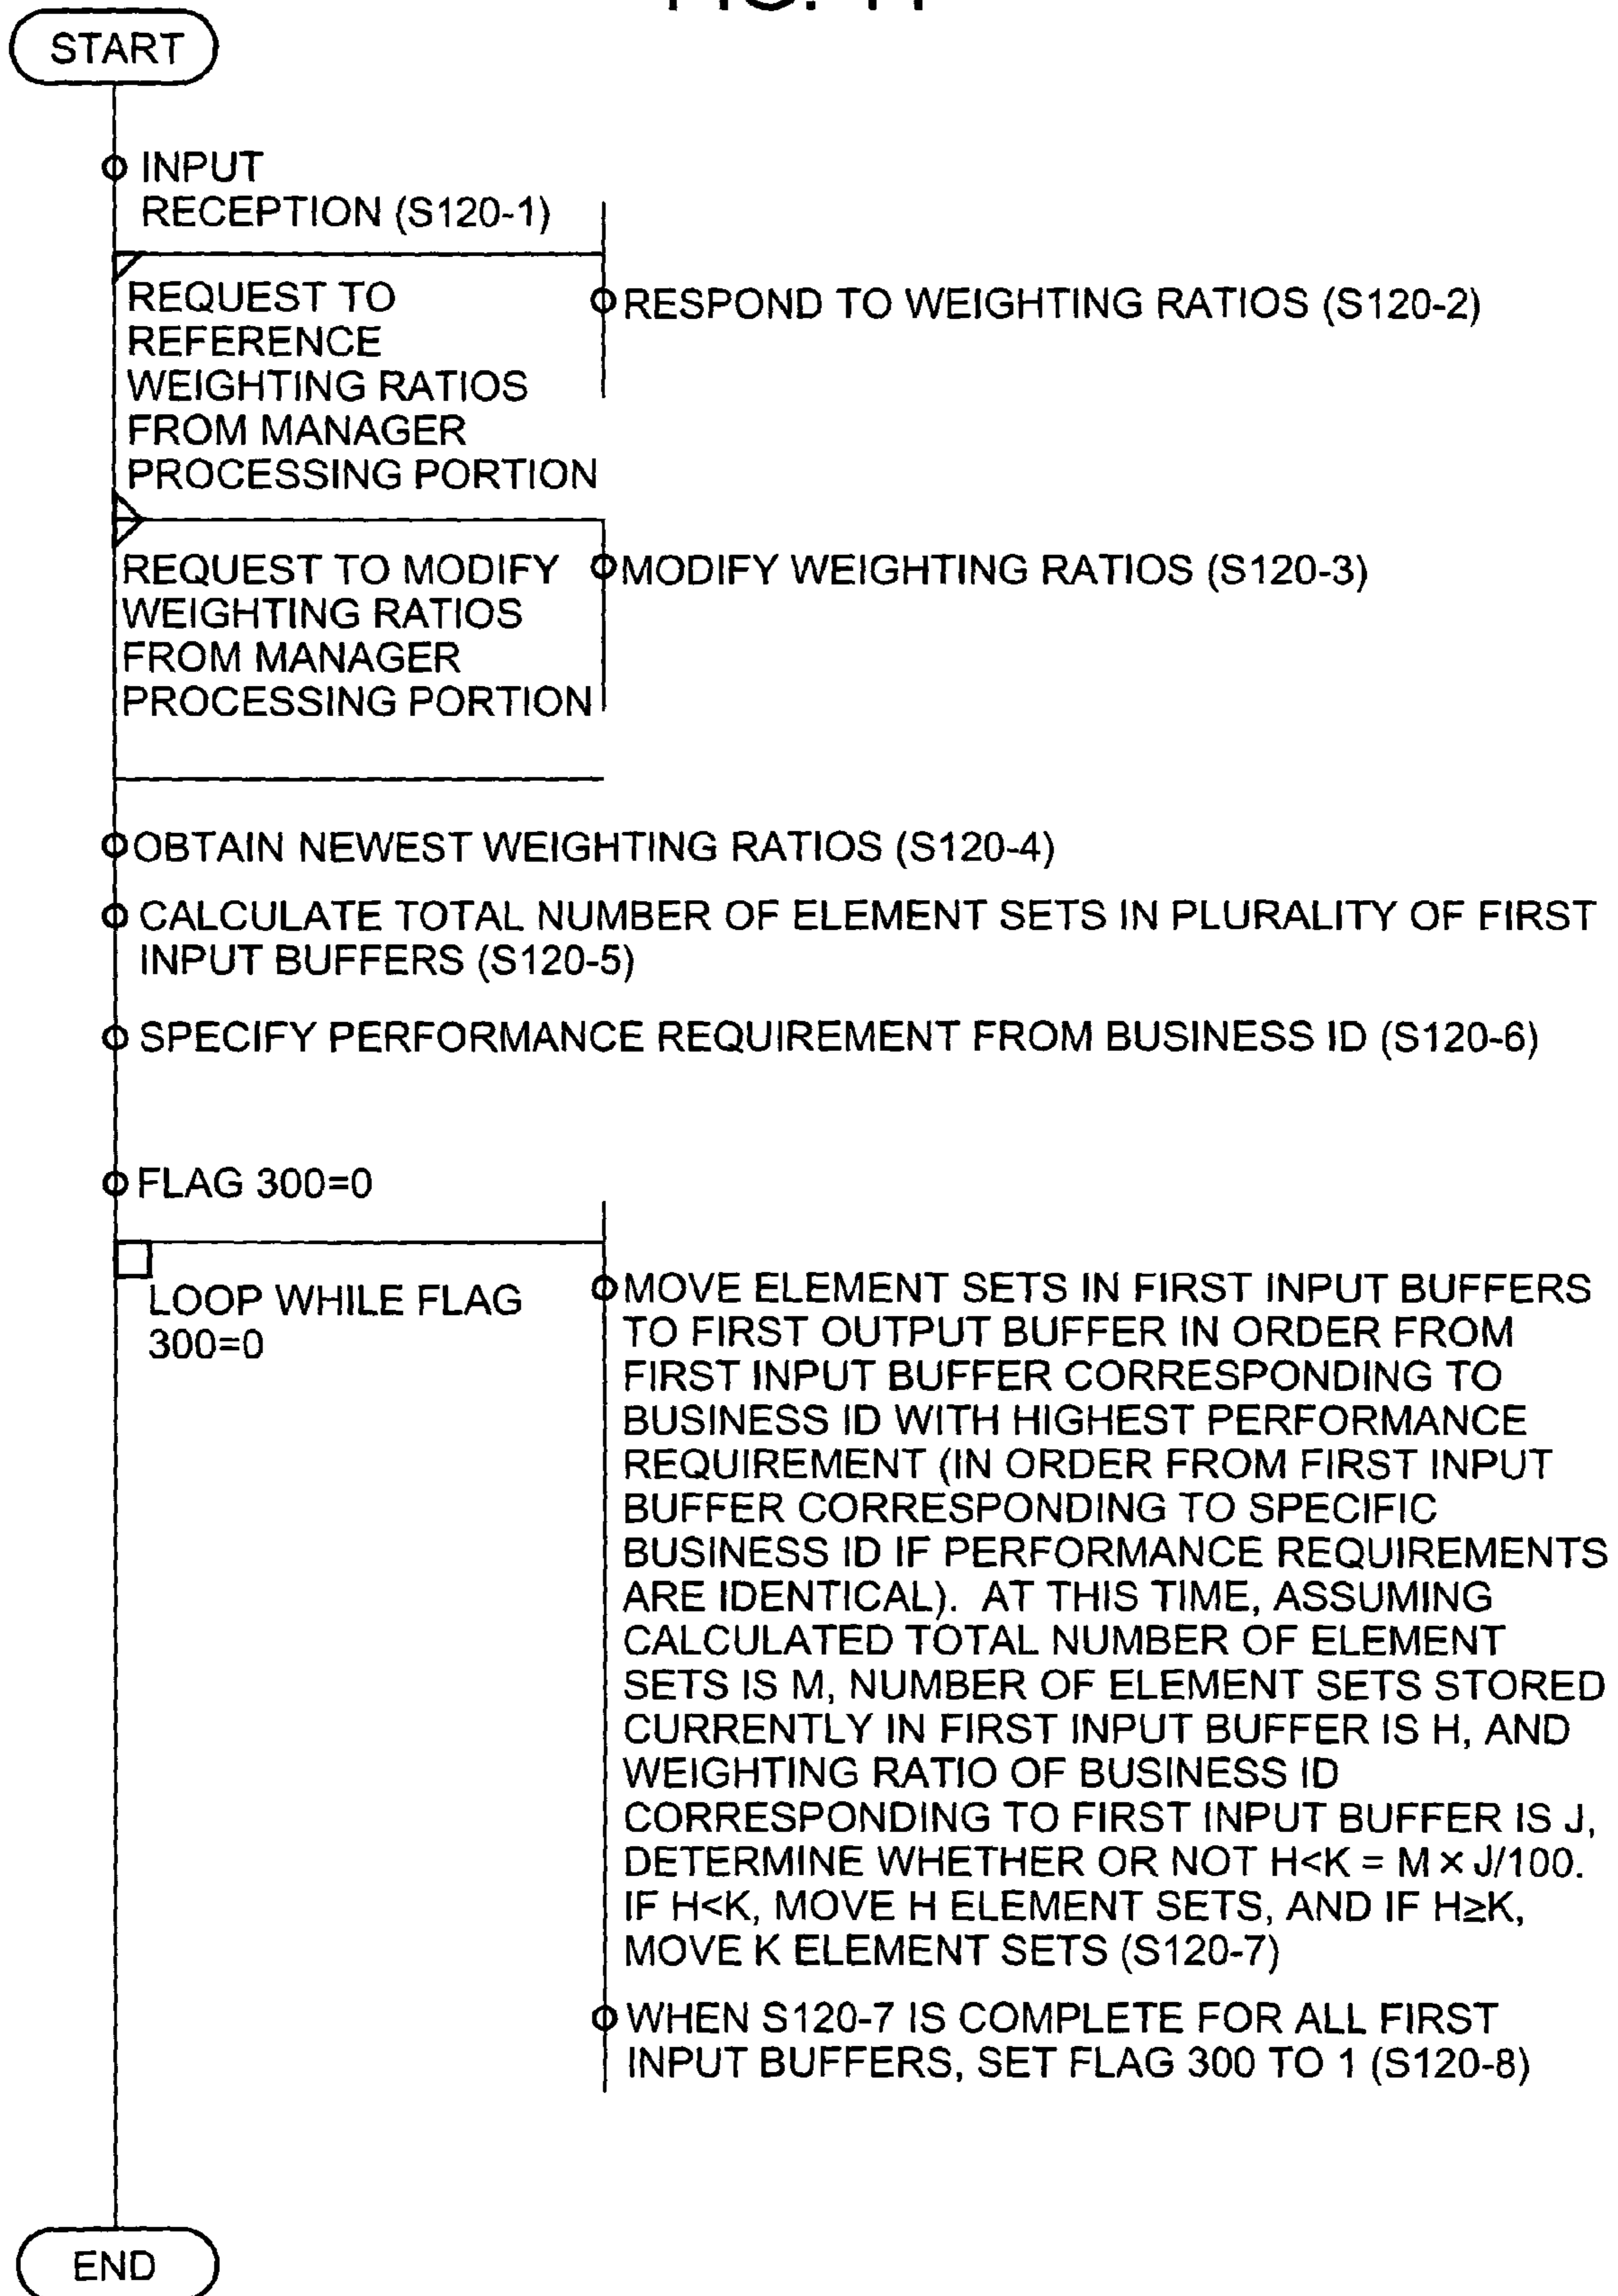 START
INPUT
RECEPTION (S120-1)
REQUEST TO
REFERENCE
WEIGHTING RATIOS
FROM MANAGER
PROCESSING PORTION
RESPOND TO WEIGHTING RATIOS (S120-2)
REQUEST TO MODIFY
WEIGHTING RATIOS
FROM MANAGER
PROCESSING PORTION
MODIFY WEIGHTING RATIOS (S120-3)
OBTAIN NEWEST WEIGHTING RATIOS (S120-4)
CALCULATE TOTAL NUMBER OF ELEMENT SETS IN PLURALITY OF FIRST
INPUT BUFFERS (S120-5)
SPECIFY PERFORMANCE REQUIREMENT FROM BUSINESS ID (S120-6)
FLAG 300=0
LOOP WHILE FLAG
300=0
MOVE ELEMENT SETS IN FIRST INPUT BUFFERS
TO FIRST OUTPUT BUFFER IN ORDER FROM
FIRST INPUT BUFFER CORRESPONDING TO
BUSINESS ID WITH HIGHEST PERFORMANCE
REQUIREMENT (IN ORDER FROM FIRST INPUT
BUFFER CORRESPONDING TO SPECIFIC
BUSINESS ID IF PERFORMANCE REQUIREMENTS
ARE IDENTICAL). AT THIS TIME, ASSUMING
CALCULATED TOTAL NUMBER OF ELEMENT
SETS IS M, NUMBER OF ELEMENT SETS STORED
CURRENTLY IN FIRST INPUT BUFFER IS H, AND
WEIGHTING RATIO OF BUSINESS ID
CORRESPONDING TO FIRST INPUT BUFFER IS J,
DETERMINE WHETHER OR NOT H<K = M × J/100.
IF H<K, MOVE H ELEMENT SETS, AND IF H≥K,
MOVE K ELEMENT SETS (S120-7)
WHEN S120-7 IS COMPLETE FOR ALL FIRST
INPUT BUFFERS, SET FLAG 300 TO 1 (S120-8)
END